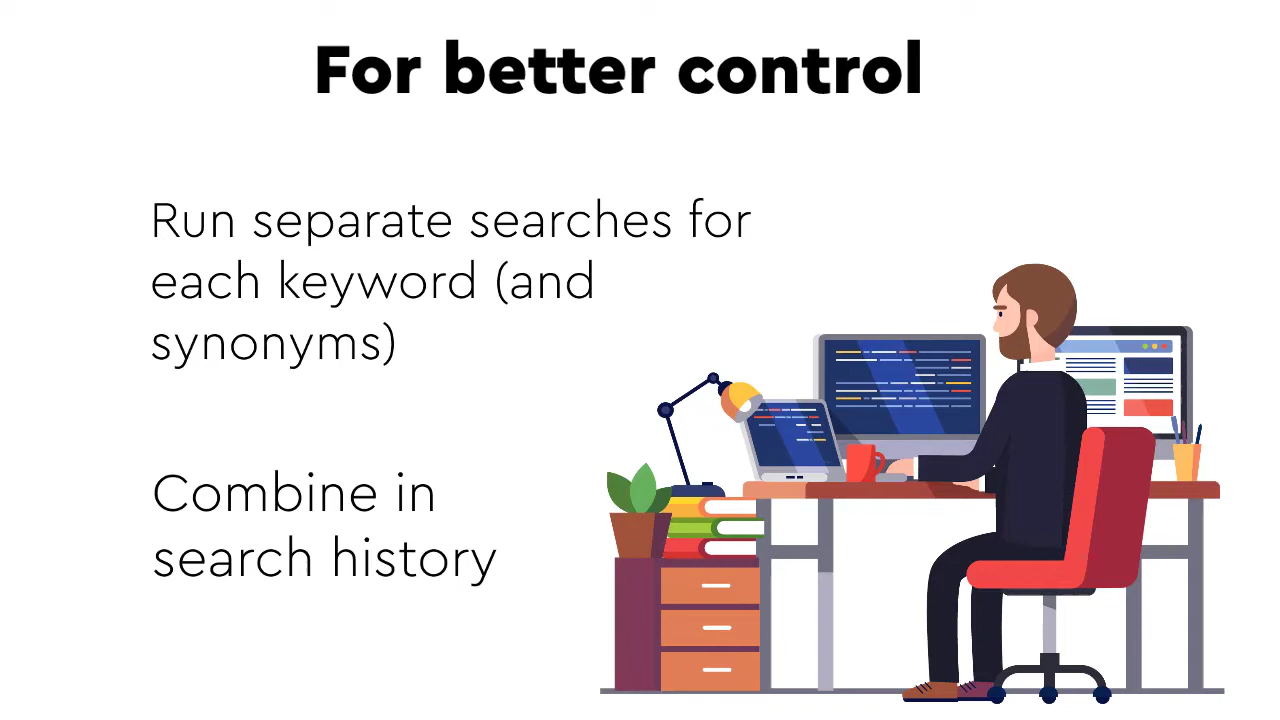 For better control
Run separate searches for
each keyword (and
synonyms)
Combine in
search history